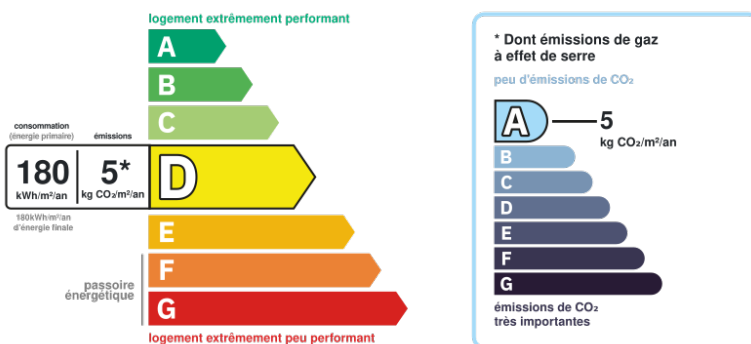 logement extrêmement performant
A
B
C
consommation
(énergie primaire)
émissions
180
kWh/m²/an
5*
kg CO₂/m²/an
D
180kWh/m²/an
d'énergie finale
E
F
G
passoire
énergétique
logement extrêmement peu performant
* Dont émissions de gaz
à effet de serre
peu d'émissions de CO₂
A
5
kg CO₂/m²/an
B
C
D
E
F
G
émissions de CO₂
très importantes